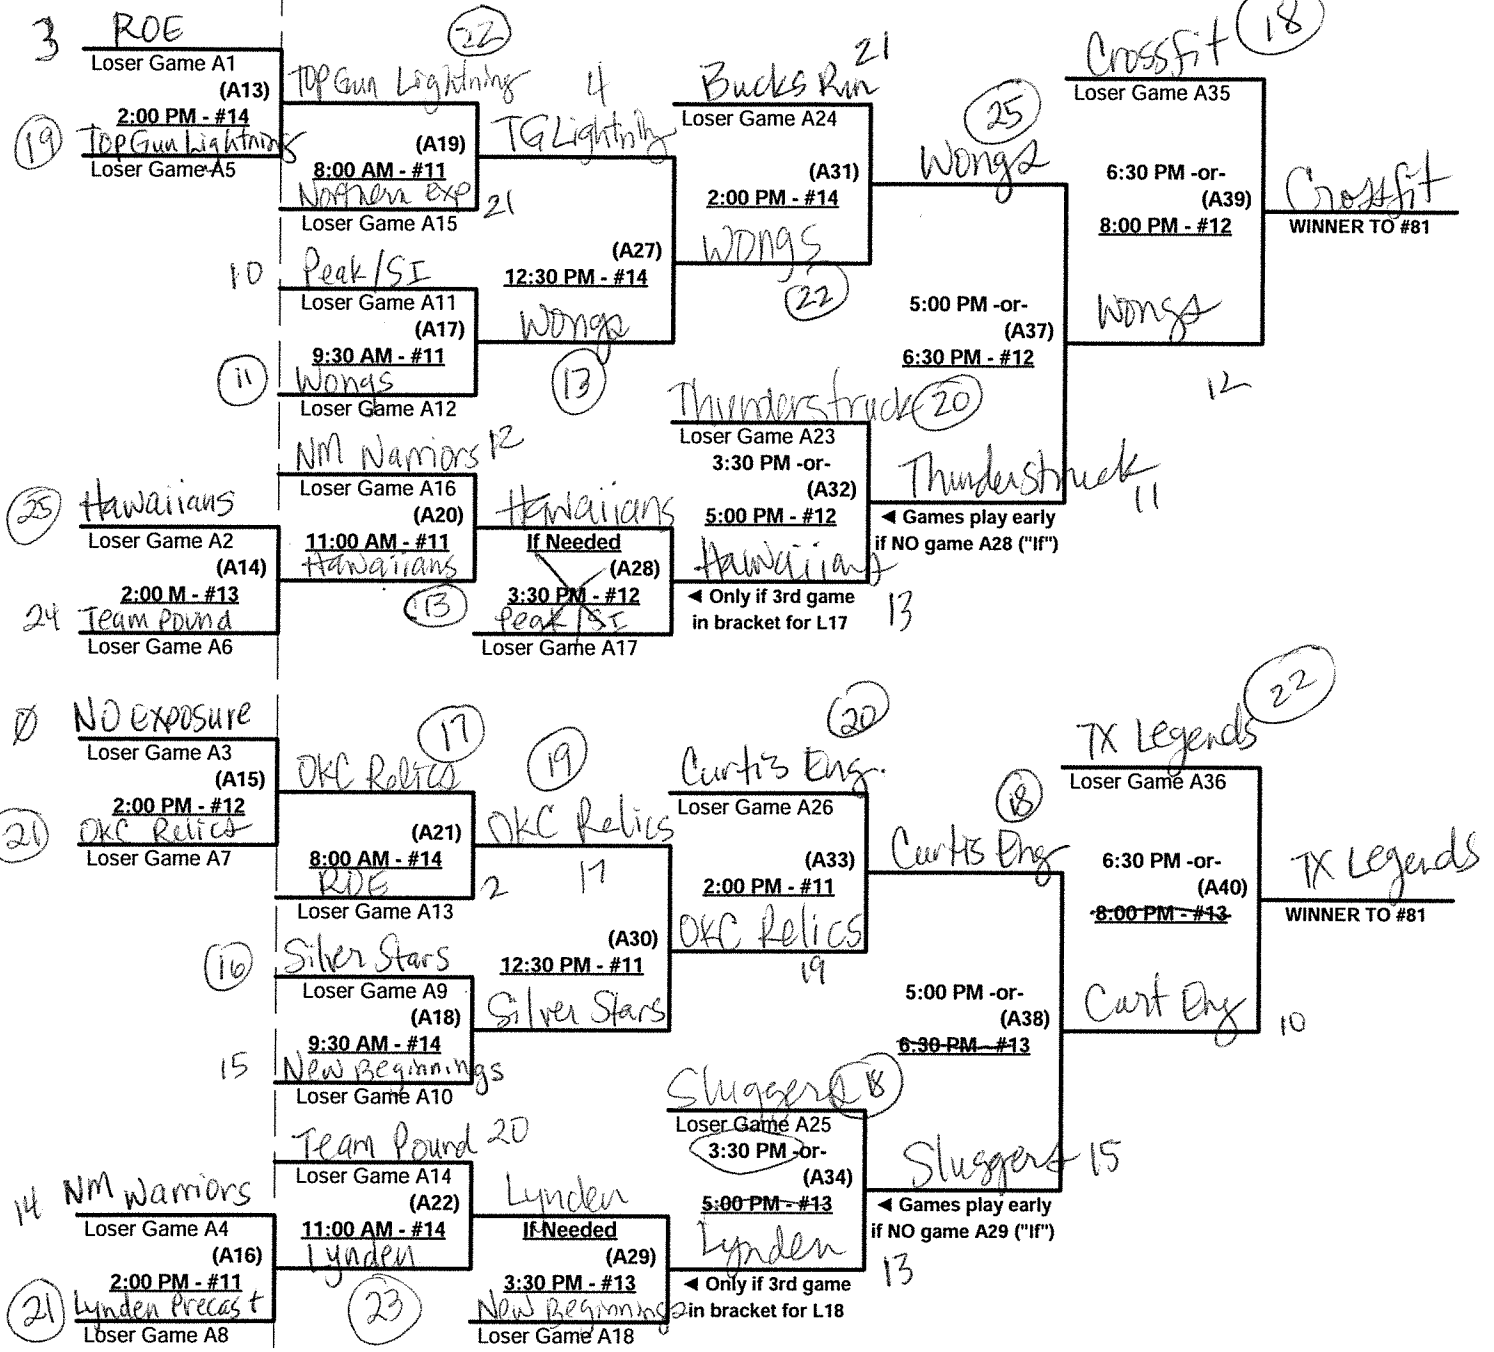 3 ROE
Loser Game A1
(A13)
2:00 PM - #14
19 Top Gun Lightning
Loser Game A5
22
Top Gun Lightning
(A19)
8:00 AM - #11
Northern Exp 21
Loser Game A15
10 Peak/SI
Loser Game A11
(A17)
9:30 AM - #11
11 Wongs
Loser Game A12
4
TG Lightning
(A27)
12:30 PM - #14
Wongs
13
NM Warriors 12
Loser Game A16
(A20)
11:00 AM - #11
Hawaiians
13
25 Hawaiians
Loser Game A2
(A14)
2:00 M - #13
24 Team Pound
Loser Game A6
Hawaiians
If Needed
(A28)
3:30 PM - #12
Peak/SI
Loser Game A17
Bucks Run 21
Loser Game A24
(A31)
2:00 PM - #14
Wongs
22
Thunderstruck 20
Loser Game A23
3:30 PM -or-
(A32)
5:00 PM - #12
Hawaiians
13
◄ Only if 3rd game
in bracket for L17
25
Wongs
5:00 PM -or-
(A37)
6:30 PM - #12
Thunderstruck
11
◄ Games play early
if NO game A28 ("If")
Crossfit 18
Loser Game A35
6:30 PM -or-
(A39)
8:00 PM - #12
Wongs
12
Crossfit
WINNER TO #81
0 NO Exposure
Loser Game A3
(A15)
2:00 PM - #12
21 OKC Relics
Loser Game A7
17
OKC Relics
(A21)
8:00 AM - #14
ROE 2
Loser Game A13
16 Silver Stars
Loser Game A9
(A18)
9:30 AM - #14
15 New Beginnings
Loser Game A10
19
OKC Relics
17
(A30)
12:30 PM - #11
Silver Stars
Team Pound 20
Loser Game A14
(A22)
11:00 AM - #14
Lynden
23
14 NM Warriors
Loser Game A4
(A16)
2:00 PM - #11
21 Lynden Precast
Loser Game A8
Lynden
If Needed
(A29)
3:30 PM - #13
New Beginnings
Loser Game A18
20
Curtis Eng.
Loser Game A26
(A33)
2:00 PM - #11
OKC Relics
19
Sluggers 18
Loser Game A25
3:30 PM -or-
(A34)
5:00 PM - #13
Lynden
13
◄ Only if 3rd game
in bracket for L18
18
Curtis Eng
5:00 PM -or-
(A38)
6:30 PM - #13
Sluggers 15
◄ Games play early
if NO game A29 ("If")
22
TX Legends
Loser Game A36
6:30 PM -or-
(A40)
8:00 PM - #13
Curt Eng
10
TX Legends
WINNER TO #81